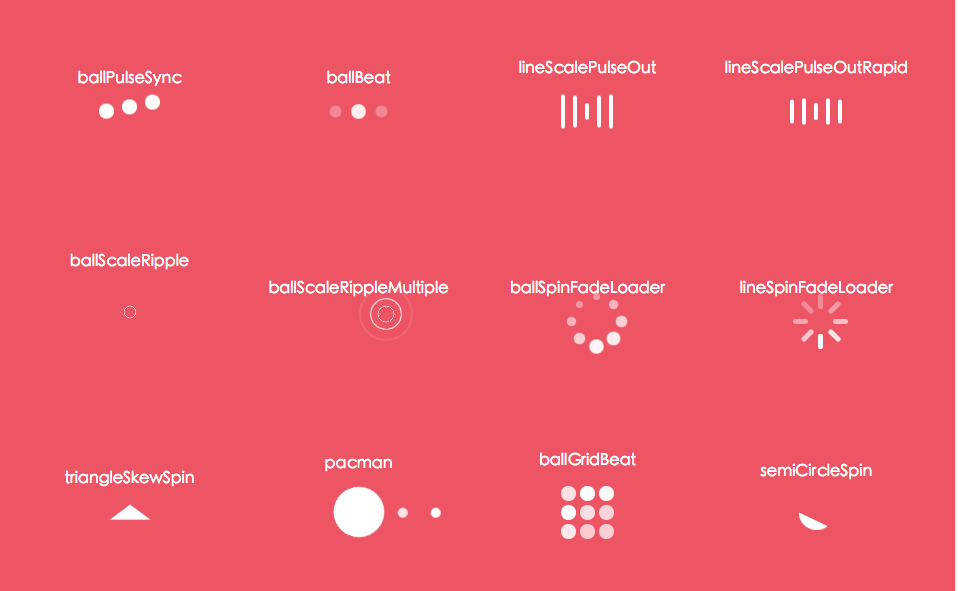 ballPulseSync
ballBeat
lineScalePulseOut
lineScalePulseOutRapid
ballScaleRipple
ballScaleRippleMultiple
ballSpinFadeLoader
lineSpinFadeLoader
triangleSkewSpin
pacman
ballGridBeat
semiCircleSpin